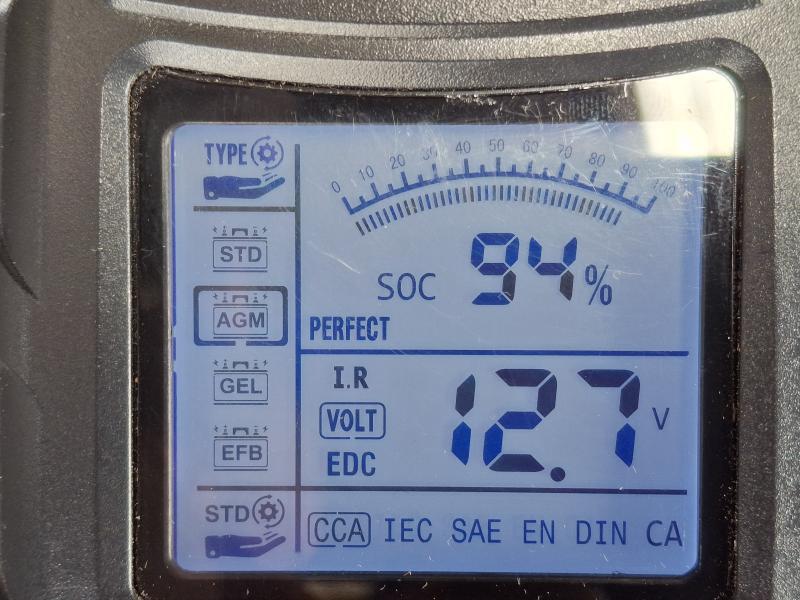 TYPE
0 10 20 30 40 50 60 70 80 90 100
STD
SOC 94%
AGM
PERFECT
GEL
I.R
VOLT 12.7 V
EFB
EDC
STD
CCA IEC SAE EN DIN CA